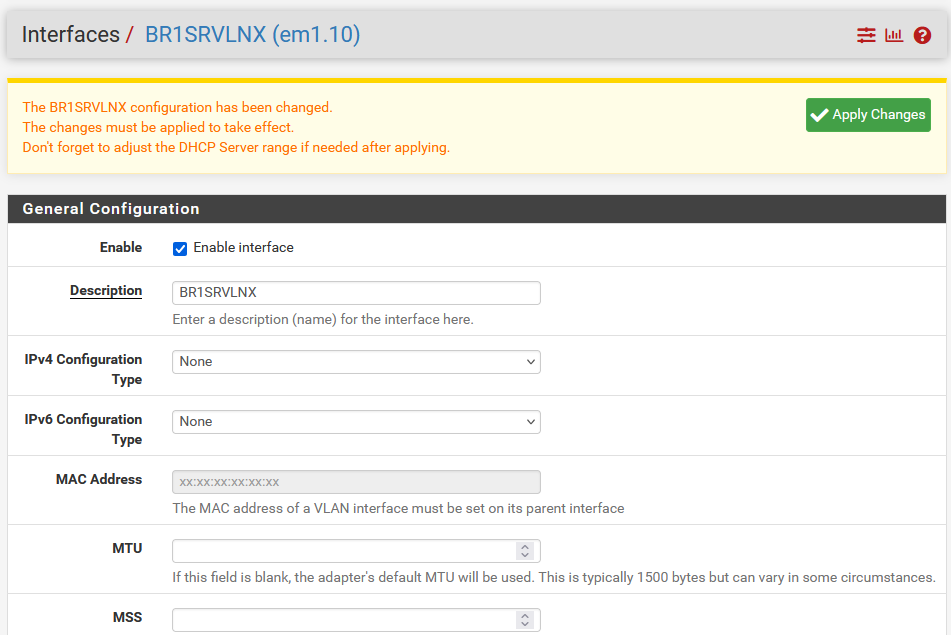 Interfaces / BR1SRVLNX (em1.10)
The BR1SRVLNX configuration has been changed.
The changes must be applied to take effect.
Don't forget to adjust the DHCP Server range if needed after applying.
Apply Changes
General Configuration
Enable
Enable interface
Description
BR1SRVLNX
Enter a description (name) for the interface here.
IPv4 Configuration
Type
None
IPv6 Configuration
Type
None
MAC Address
xx:xx:xx:xx:xx:xx
The MAC address of a VLAN interface must be set on its parent interface
MTU
If this field is blank, the adapter's default MTU will be used. This is typically 1500 bytes but can vary in some circumstances.
MSS